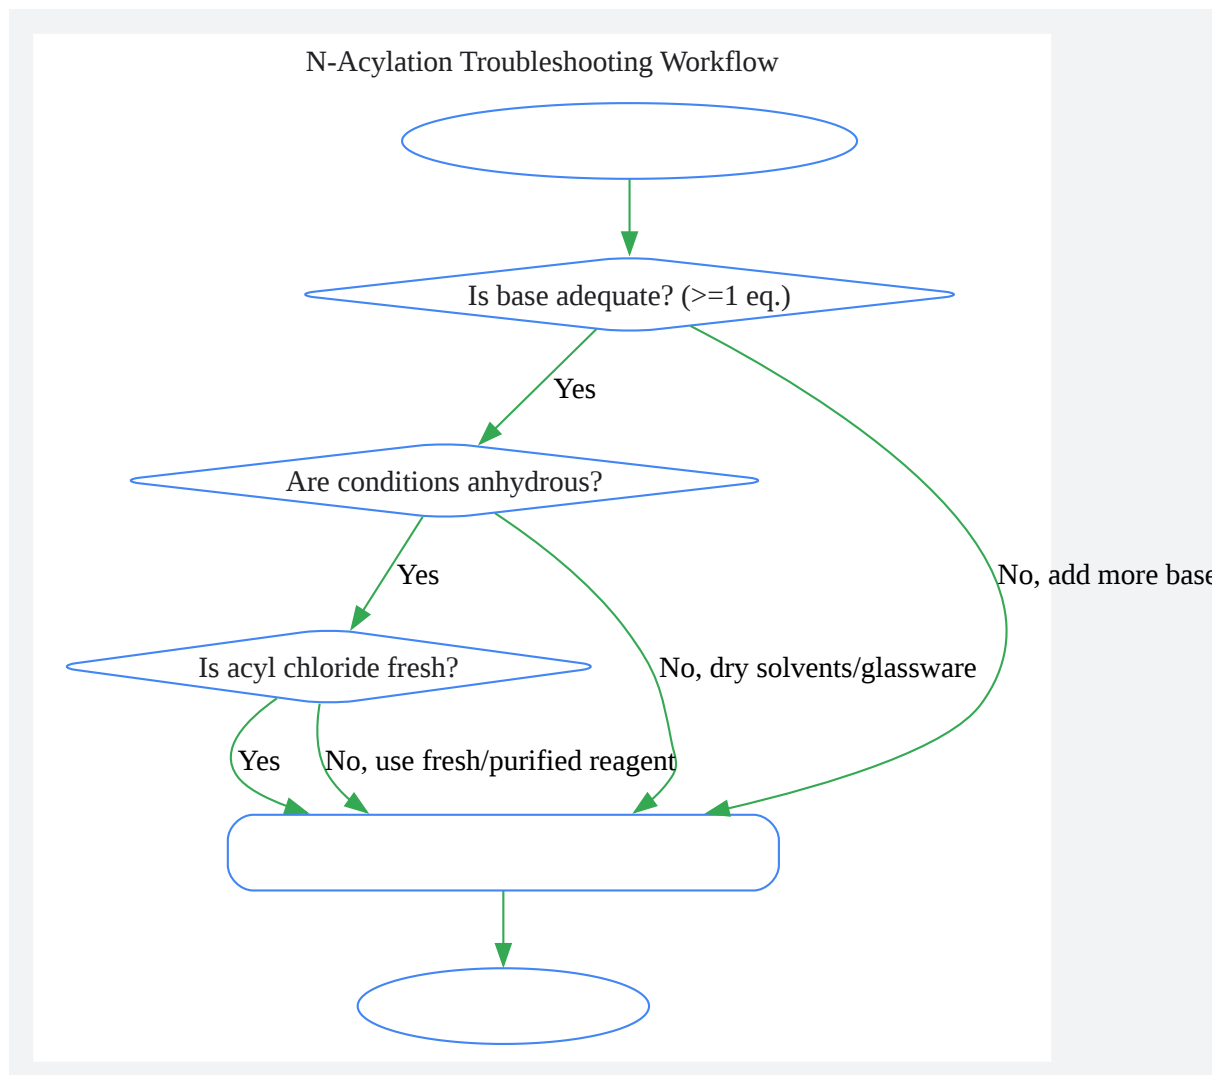 N-Acylation Troubleshooting Workflow
Is base adequate? (>=1 eq.)
Yes
Are conditions anhydrous?
Yes
No, add more base
Is acyl chloride fresh?
No, dry solvents/glassware
Yes
No, use fresh/purified reagent